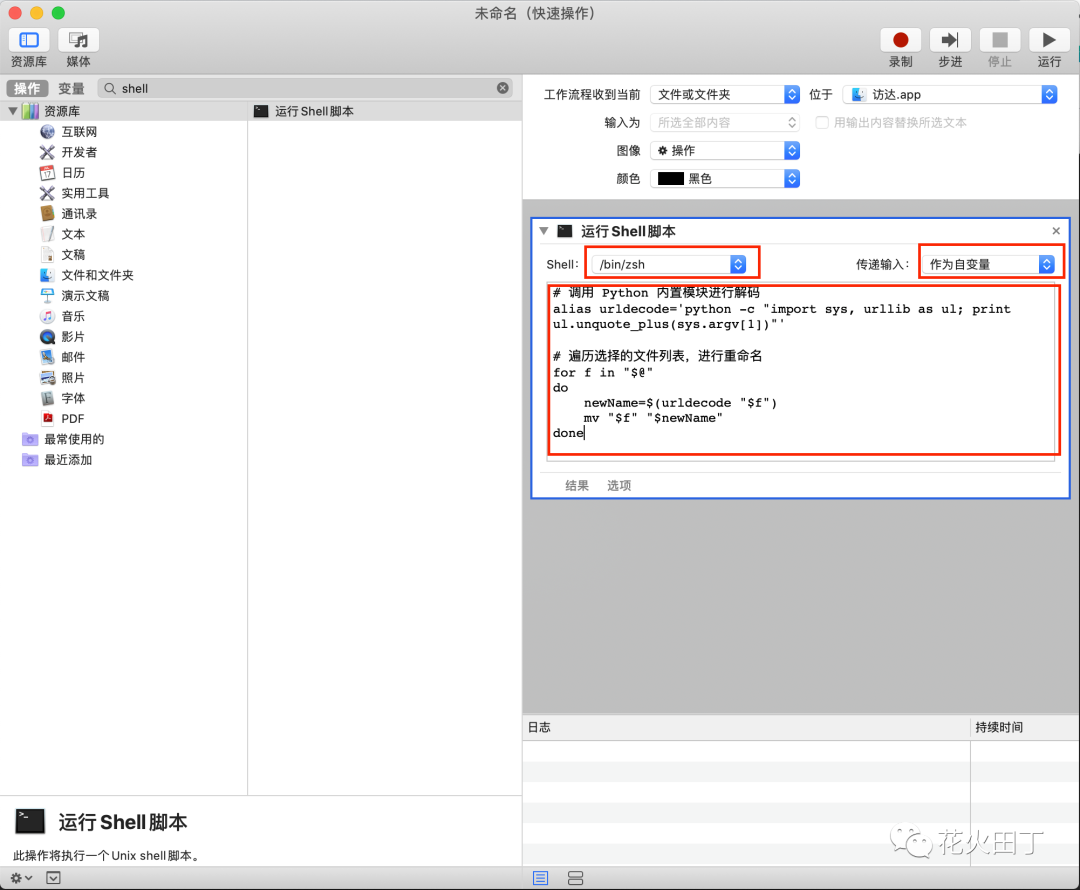 未命名（快速操作）
资源库 媒体 录制 步进 停止 运行
操作 变量 shell
资源库
互联网
开发者
日历
实用工具
通讯录
文本
文稿
文件和文件夹
演示文稿
音乐
影片
邮件
照片
字体
PDF
最常使用的
最近添加
运行 Shell 脚本
工作流程收到当前 文件或文件夹 位于 访达.app
输入为 所选全部内容 用输出内容替换所选文本
图像 操作
颜色 黑色
运行 Shell 脚本
Shell: /bin/zsh 传递输入: 作为自变量
# 调用 Python 内置模块进行解码
alias urldecode='python -c "import sys, urllib as ul; print
ul.unquote_plus(sys.argv[1])"'
# 遍历选择的文件列表，进行重命名
for f in "$@"
do
    newName=$(urldecode "$f")
    mv "$f" "$newName"
done
结果 选项
日志 持续时间
运行 Shell 脚本
此操作将执行一个 Unix shell 脚本。
花火田丁